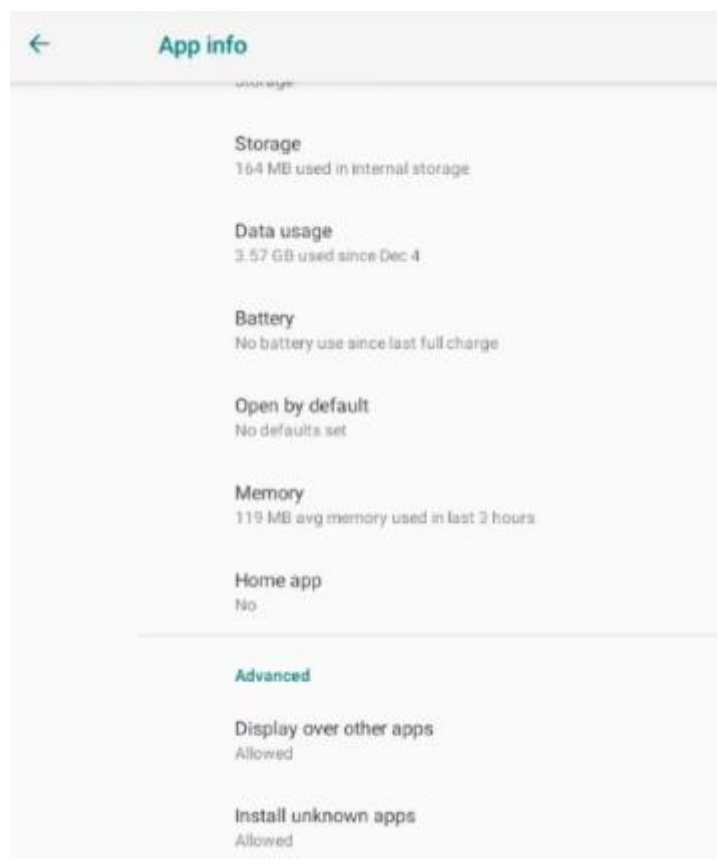 App info
Storage
Storage
164 MB used in internal storage
Data usage
3.57 GB used since Dec 4
Battery
No battery use since last full charge
Open by default
No defaults set
Memory
119 MB avg memory used in last 3 hours
Home app
No
Advanced
Display over other apps
Allowed
Install unknown apps
Allowed